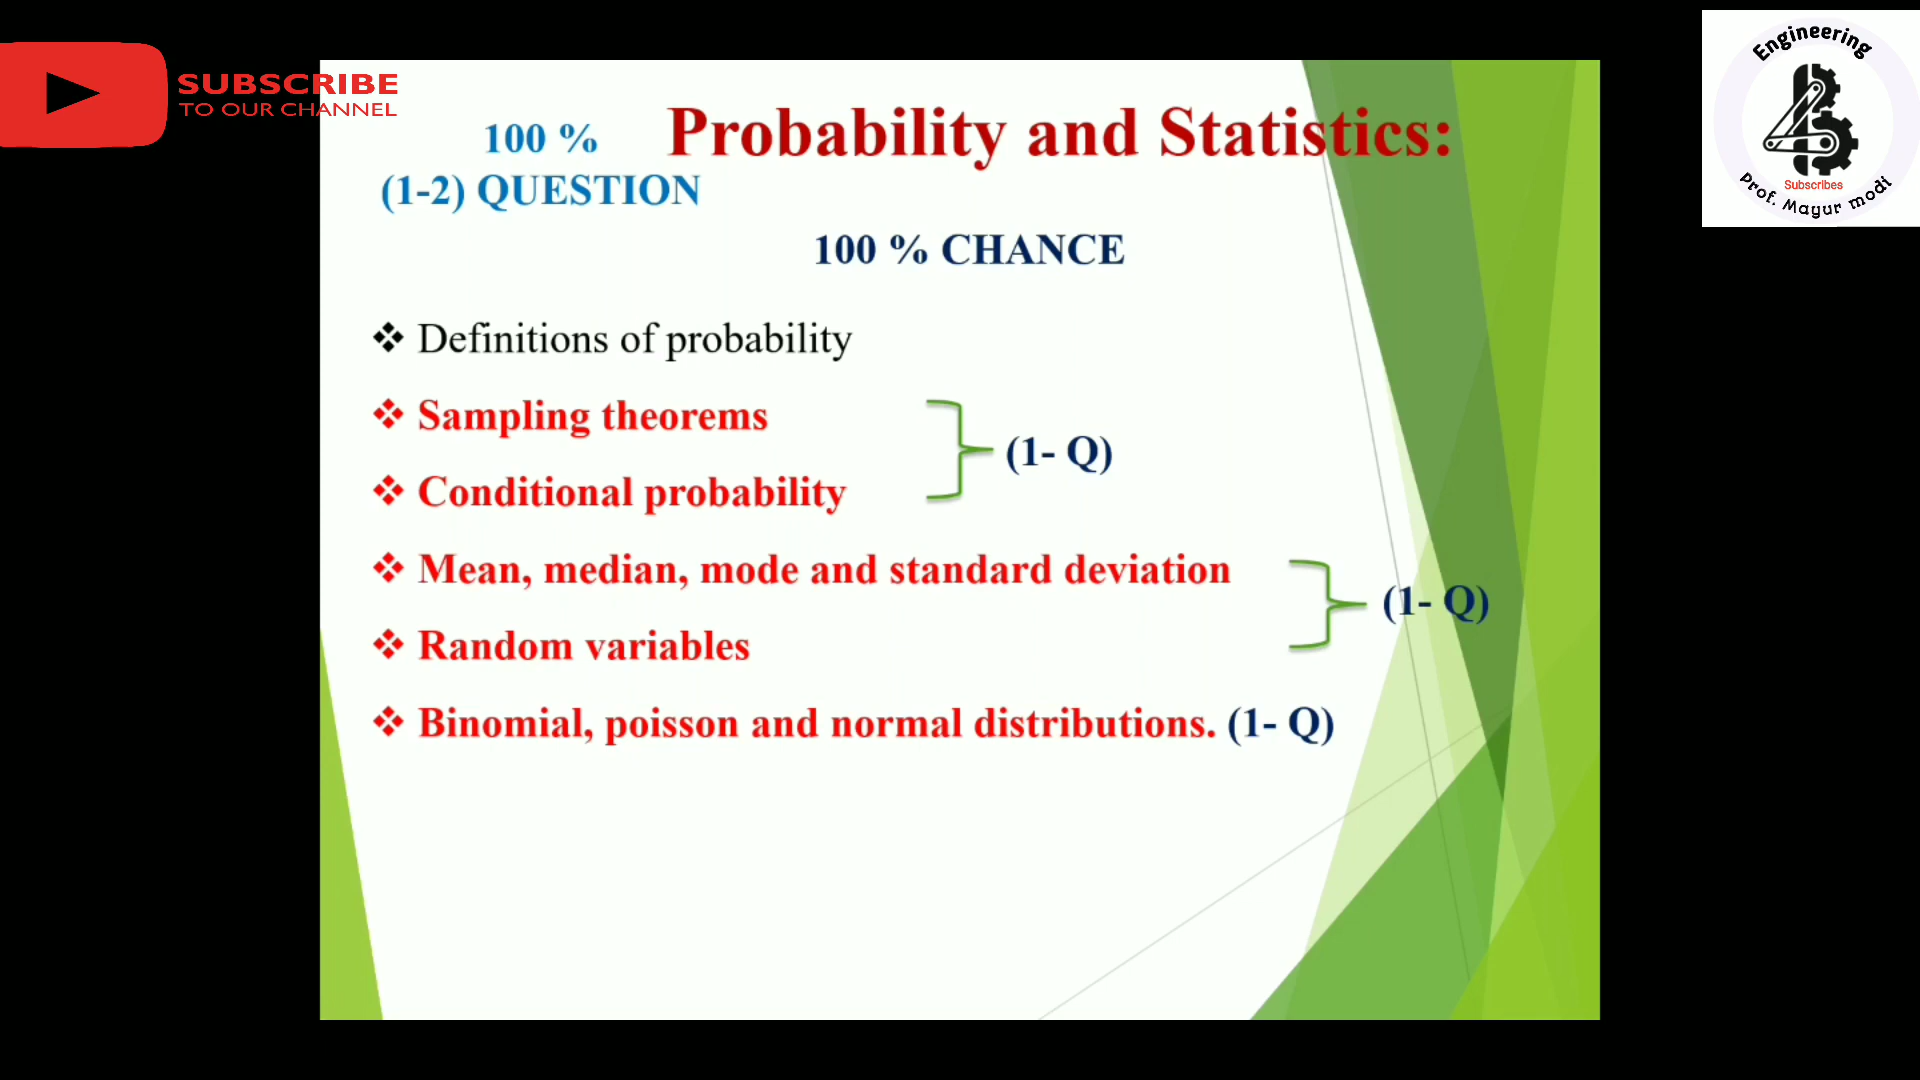 SUBSCRIBE
TO OUR CHANNEL
100 %
Probability and Statistics:
(1-2) QUESTION
100 % CHANCE
Definitions of probability
Sampling theorems
(1- Q)
Conditional probability
Mean, median, mode and standard deviation
(1- Q)
Random variables
Binomial, poisson and normal distributions. (1- Q)
Engineering
Subscribes
Prof. Mayur modi